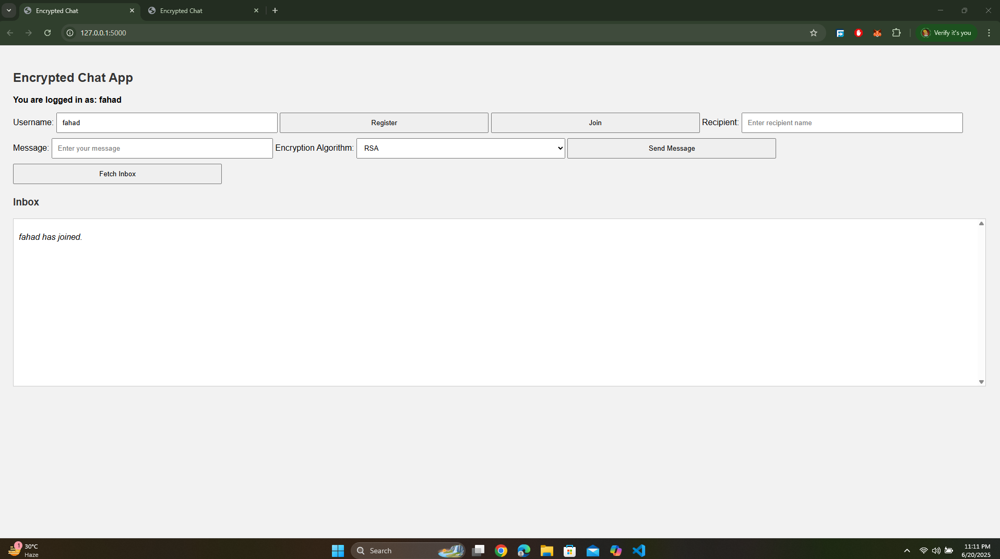 Encrypted Chat
Encrypted Chat
127.0.0.1:5000
Verify it's you
Encrypted Chat App
You are logged in as: fahad
Username: fahad Register Join Recipient: Enter recipient name
Message: Enter your message Encryption Algorithm: RSA Send Message
Fetch Inbox
Inbox
fahad has joined.
1
30°C
Haze
Search
11:11 PM
6/20/2025